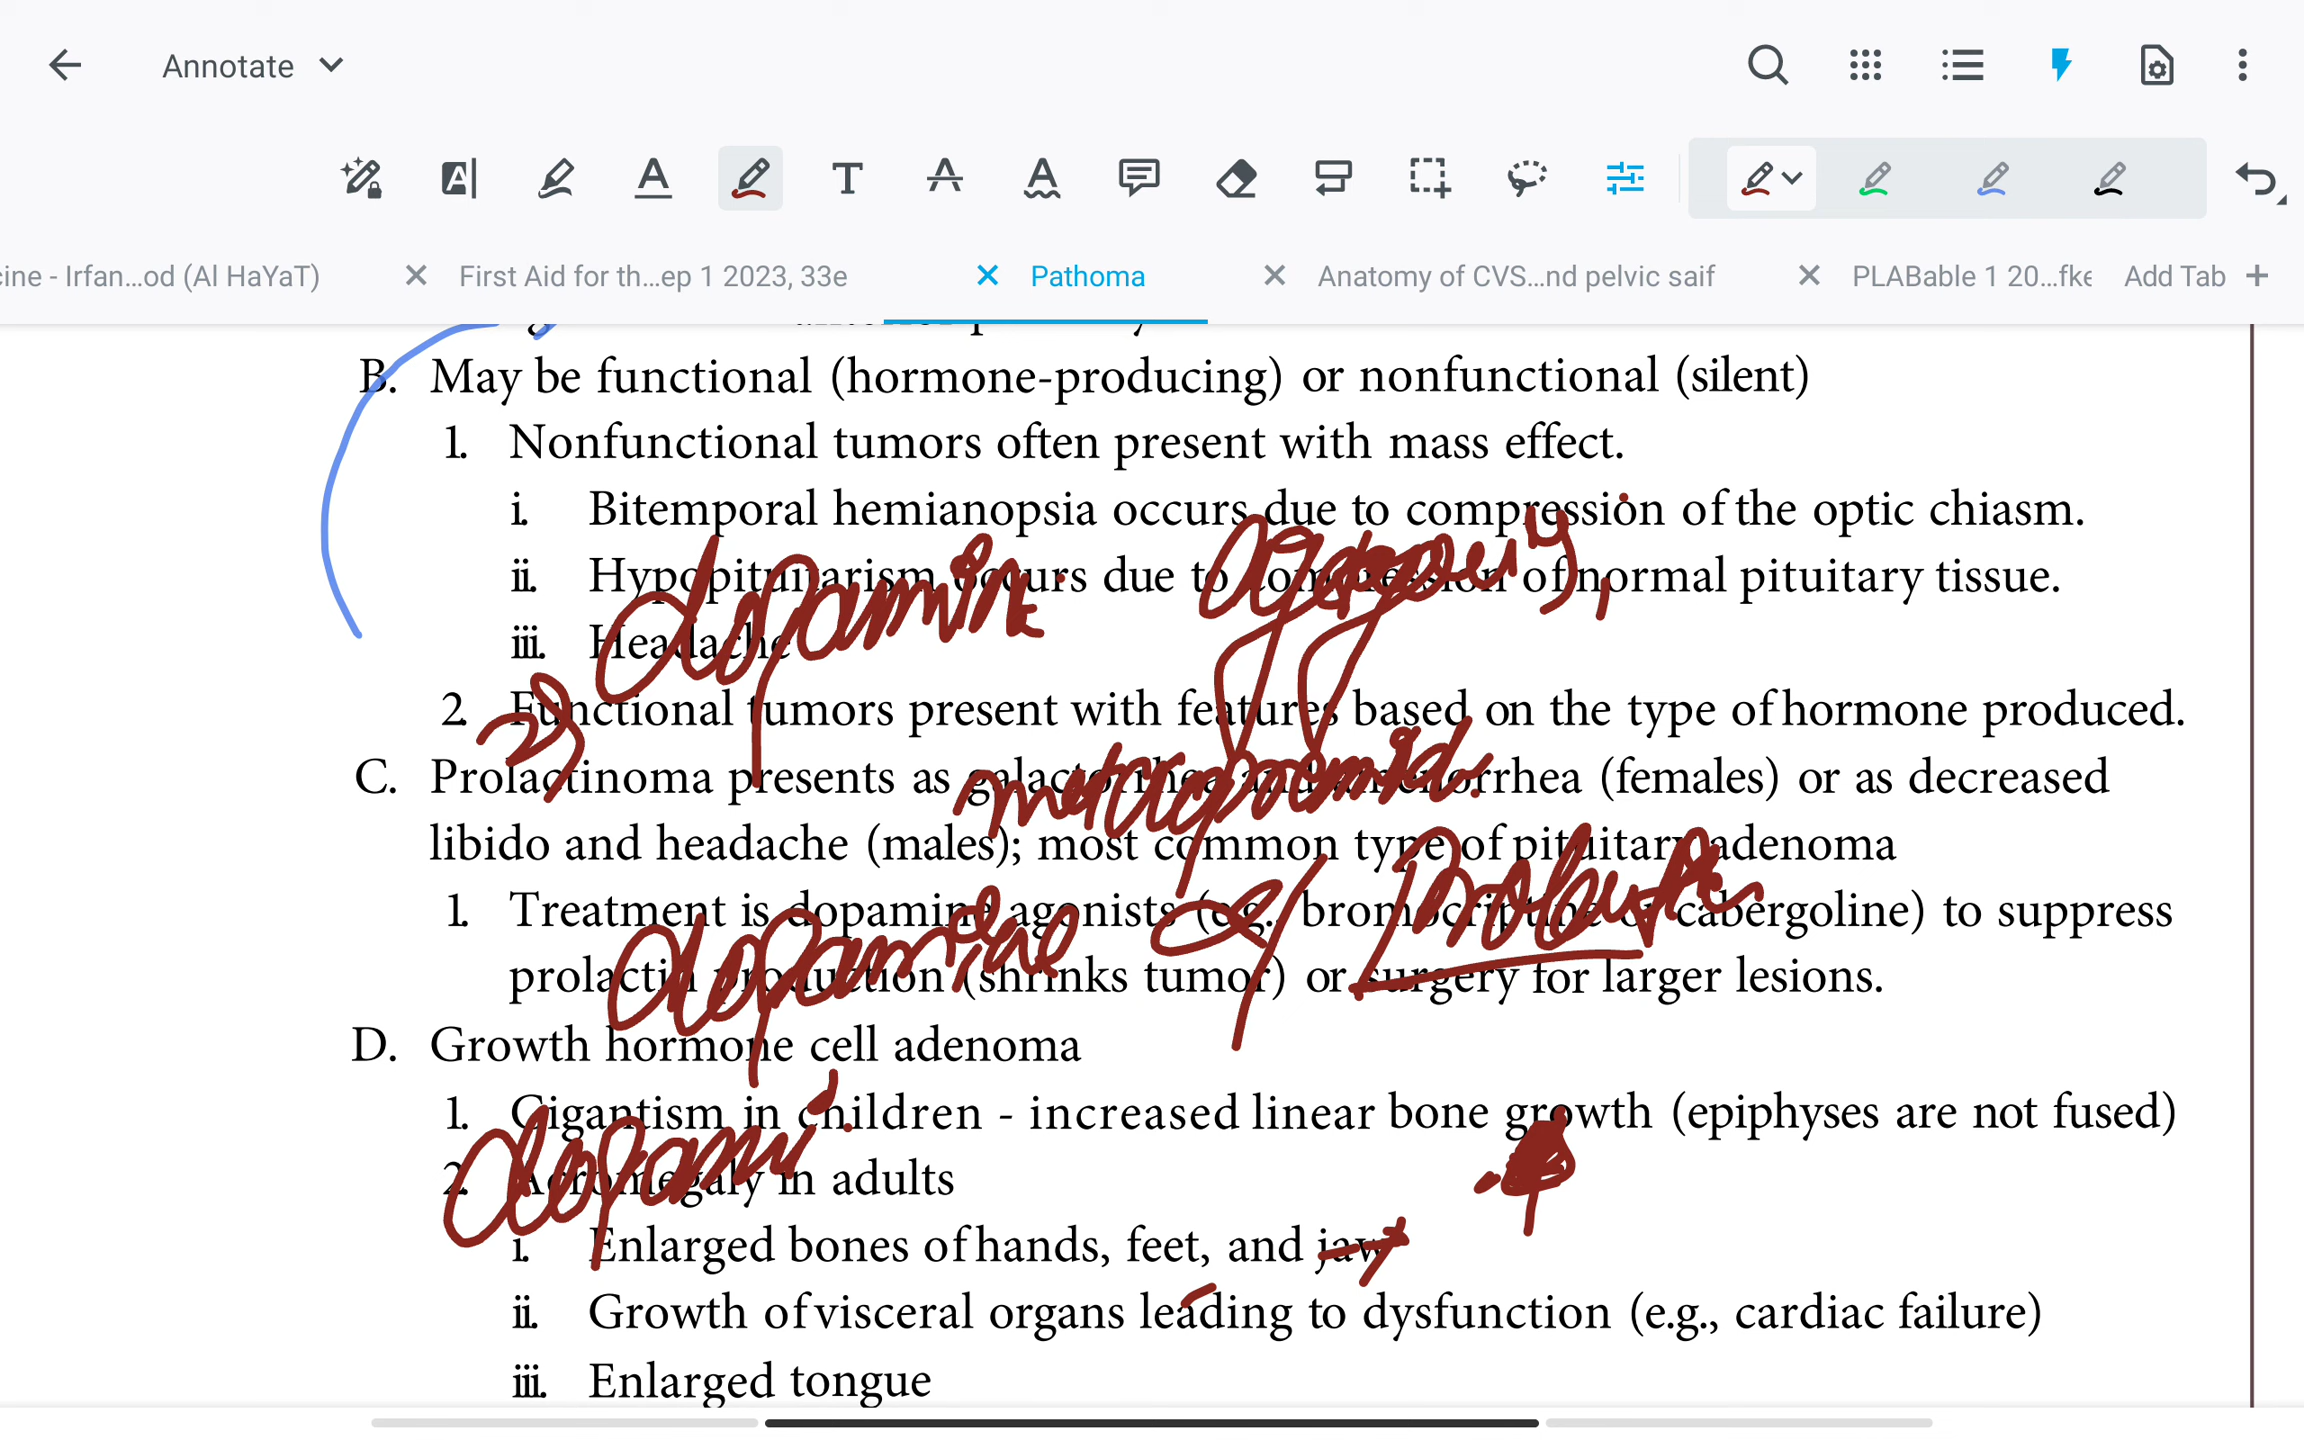 Annotate
cine - Irfan...od (Al HaYaT)
First Aid for th...ep 1 2023, 33e
Pathoma
Anatomy of CVS...nd pelvic saif
PLABable 1 20...fke
Add Tab +
B. May be functional (hormone-producing) or nonfunctional (silent)
1. Nonfunctional tumors often present with mass effect.
i. Bitemporal hemianopsia occurs due to compression of the optic chiasm.
ii. Hypopituitarism occurs due to compression of normal pituitary tissue.
dopamin
iii. Headache
2. Functional tumors present with features based on the type of hormone produced.
2)
C. Prolactinoma presents as galactorrhea and amenorrhea (females) or as decreased
libido and headache (males); most common type of pituitary adenoma
1. Treatment is dopamine agonists (e.g., bromocriptine or cabergoline) to suppress
prolactin production (shrinks tumor) or surgery for larger lesions.
dopamine
D. Growth hormone cell adenoma
1. Gigantism in children - increased linear bone growth (epiphyses are not fused)
2. Acromegaly in adults
dopami
i. Enlarged bones of hands, feet, and jaw
ii. Growth of visceral organs leading to dysfunction (e.g., cardiac failure)
iii. Enlarged tongue